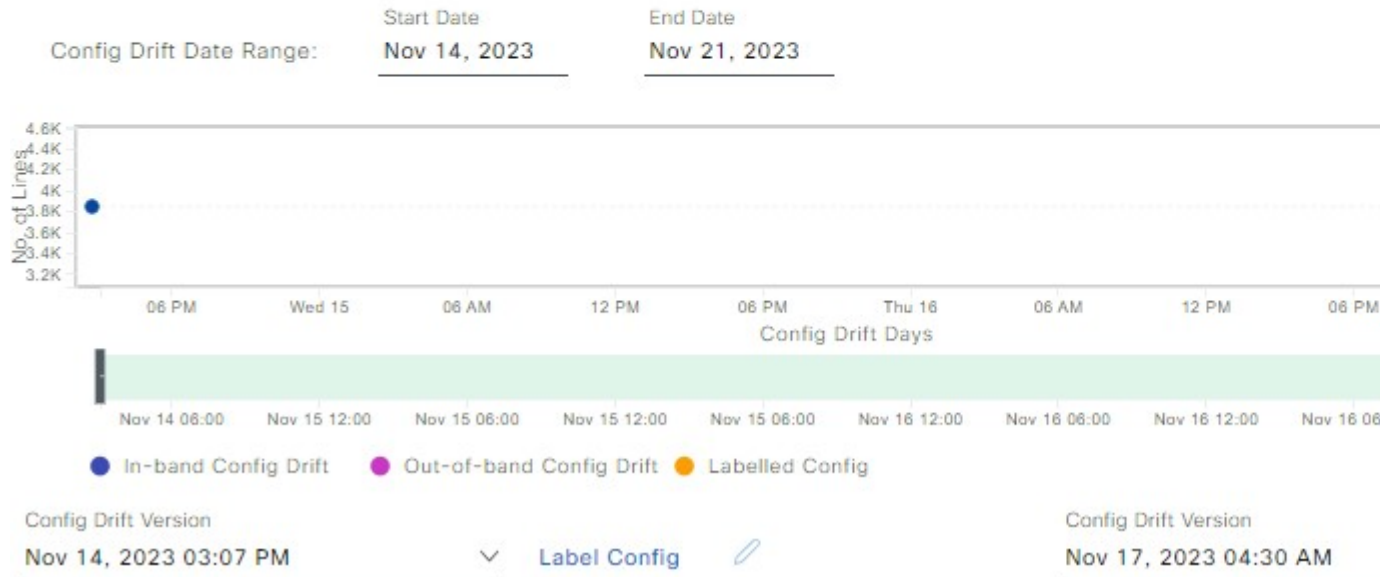 Start Date
End Date
Config Drift Date Range:
Nov 14, 2023
Nov 21, 2023
No. of Lines
4.6K
4.4K
4.2K
4K
3.8K
3.6K
3.4K
3.2K
06 PM
Wed 15
06 AM
12 PM
06 PM
Thu 16
06 AM
12 PM
06 PM
Config Drift Days
Nov 14 06:00
Nov 15 12:00
Nov 15 06:00
Nov 15 12:00
Nov 15 06:00
Nov 16 12:00
Nov 16 06:00
Nov 16 12:00
Nov 16 06
In-band Config Drift
Out-of-band Config Drift
Labelled Config
Config Drift Version
Config Drift Version
Nov 14, 2023 03:07 PM
Label Config
Nov 17, 2023 04:30 AM